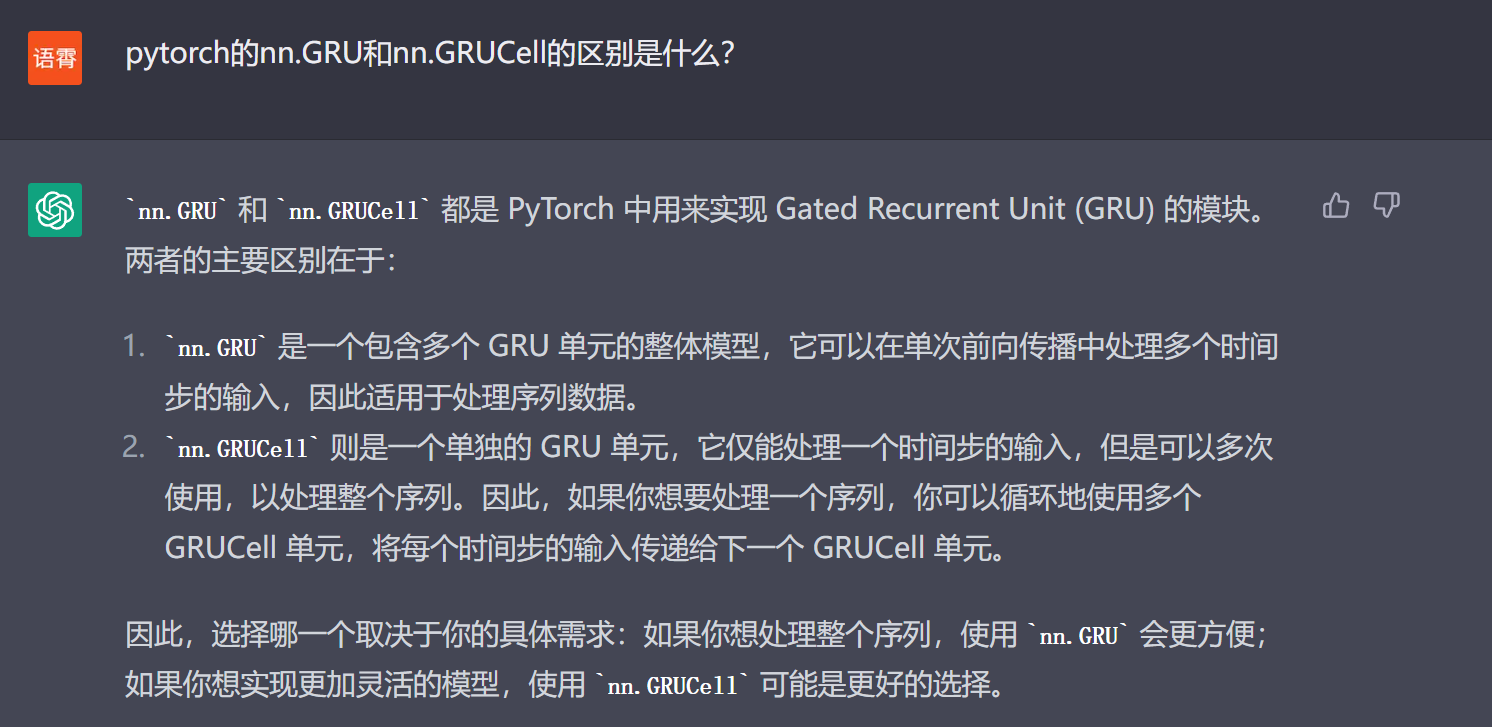 语霄
pytorch的nn.GRU和nn.GRUCell的区别是什么?
`nn.GRU` 和 `nn.GRUCell` 都是 PyTorch 中用来实现 Gated Recurrent Unit (GRU) 的模块。
两者的主要区别在于：
1. `nn.GRU` 是一个包含多个 GRU 单元的整体模型，它可以在单次前向传播中处理多个时间
步的输入，因此适用于处理序列数据。
2. `nn.GRUCell` 则是一个单独的 GRU 单元，它仅能处理一个时间步的输入，但是可以多次
使用，以处理整个序列。因此，如果你想要处理一个序列，你可以循环地使用多个
GRUCell 单元，将每个时间步的输入传递给下一个 GRUCell 单元。
因此，选择哪一个取决于你的具体需求：如果你想处理整个序列，使用 `nn.GRU` 会更方便；
如果你想实现更加灵活的模型，使用 `nn.GRUCell` 可能是更好的选择。